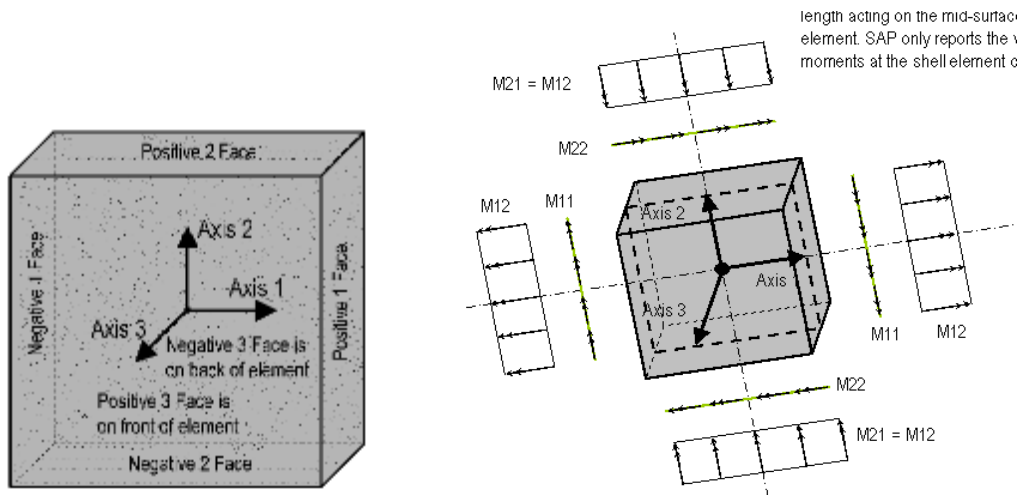 Positive 2 Face
Negative 1 Face
Axis 2
Axis 1
Axis 3
Positive 1 Face
Negative 3 Face is
on back of element
Positive 3 Face is
on front of element
Negative 2 Face
length acting on the mid-surface
element. SAP only reports the
moments at the shell element
M21 = M12
M22
M12
M11
Axis 2
Axis
Axis 3
M11
M12
M22
M21 = M12